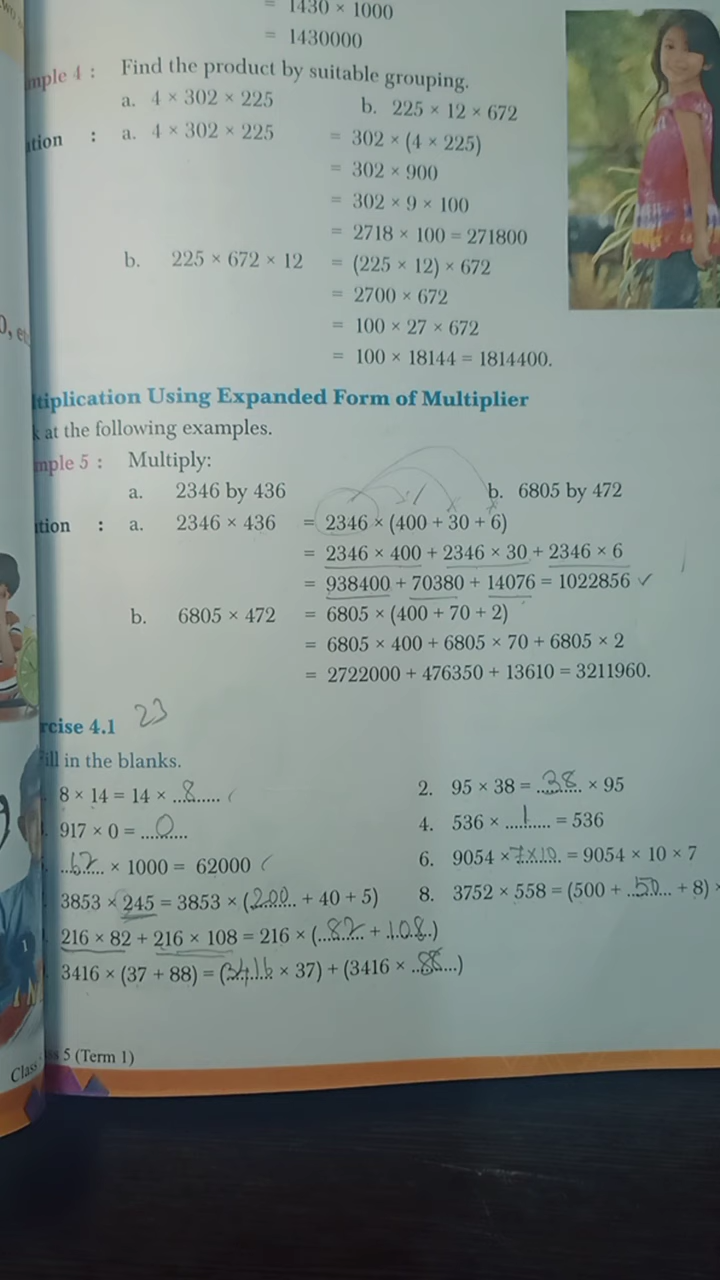 = 1430 × 1000
= 1430000
mple 4 : Find the product by suitable grouping.
a. 4 × 302 × 225 b. 225 × 12 × 672
tion : a. 4 × 302 × 225 = 302 × (4 × 225)
= 302 × 900
= 302 × 9 × 100
= 2718 × 100 = 271800
b. 225 × 672 × 12 = (225 × 12) × 672
= 2700 × 672
= 100 × 27 × 672
= 100 × 18144 = 1814400.
tiplication Using Expanded Form of Multiplier
k at the following examples.
mple 5 : Multiply:
a. 2346 by 436 b. 6805 by 472
tion : a. 2346 × 436 = 2346 × (400 + 30 + 6)
= 2346 × 400 + 2346 × 30 + 2346 × 6
= 938400 + 70380 + 14076 = 1022856 ✓
b. 6805 × 472 = 6805 × (400 + 70 + 2)
= 6805 × 400 + 6805 × 70 + 6805 × 2
= 2722000 + 476350 + 13610 = 3211960.
rcise 4.1 23
ill in the blanks.
8 × 14 = 14 × ...8...... 2. 95 × 38 = ...38... × 95
917 × 0 = ...0... 4. 536 × ...1... = 536
...62... × 1000 = 62000 6. 9054 × 7×10 = 9054 × 10 × 7
3853 × 245 = 3853 × (200 + 40 + 5) 8. 3752 × 558 = (500 + ...50... + 8) ×
216 × 82 + 216 × 108 = 216 × (...82... + 108)
3416 × (37 + 88) = (3416 × 37) + (3416 × ...88...)
Class 5 (Term 1)